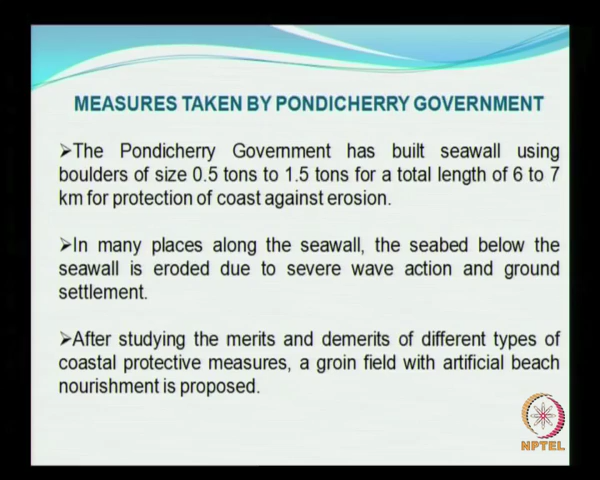 MEASURES TAKEN BY PONDICHERRY GOVERNMENT
➢The Pondicherry Government has built seawall using
boulders of size 0.5 tons to 1.5 tons for a total length of 6 to 7
km for protection of coast against erosion.
➢In many places along the seawall, the seabed below the
seawall is eroded due to severe wave action and ground
settlement.
➢After studying the merits and demerits of different types of
coastal protective measures, a groin field with artificial beach
nourishment is proposed.
NPTEL